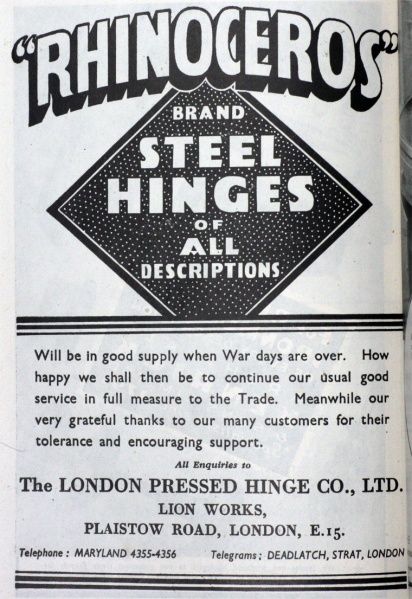 "RHINOCEROS"
BRAND
STEEL
HINGES
OF
ALL
DESCRIPTIONS
Will be in good supply when War days are over. How
happy we shall then be to continue our usual good
service in full measure to the Trade. Meanwhile our
very grateful thanks to our many customers for their
tolerance and encouraging support.
All Enquiries to
The LONDON PRESSED HINGE CO., LTD.
LION WORKS,
PLAISTOW ROAD, LONDON, E.15.
Telephone: MARYLAND 4355-4356 Telegrams: DEADLATCH, STRAT, LONDON